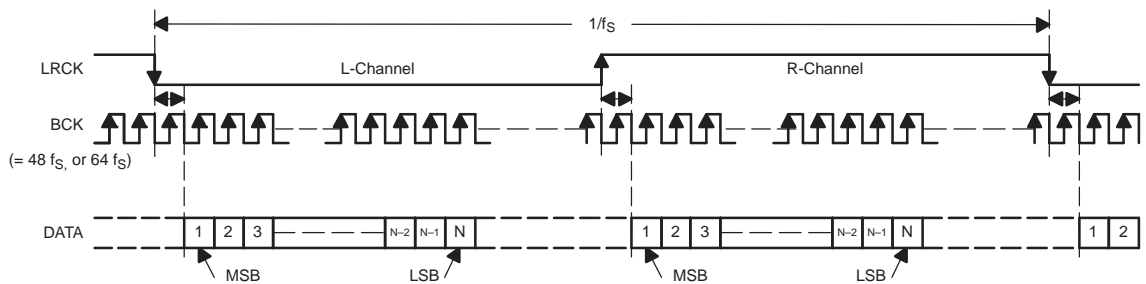 1/fS
LRCK L-Channel R-Channel
BCK
(= 48 fS, or 64 fS)
DATA 1 2 3 N–2 N–1 N 1 2 3 N–2 N–1 N 1 2
MSB LSB MSB LSB